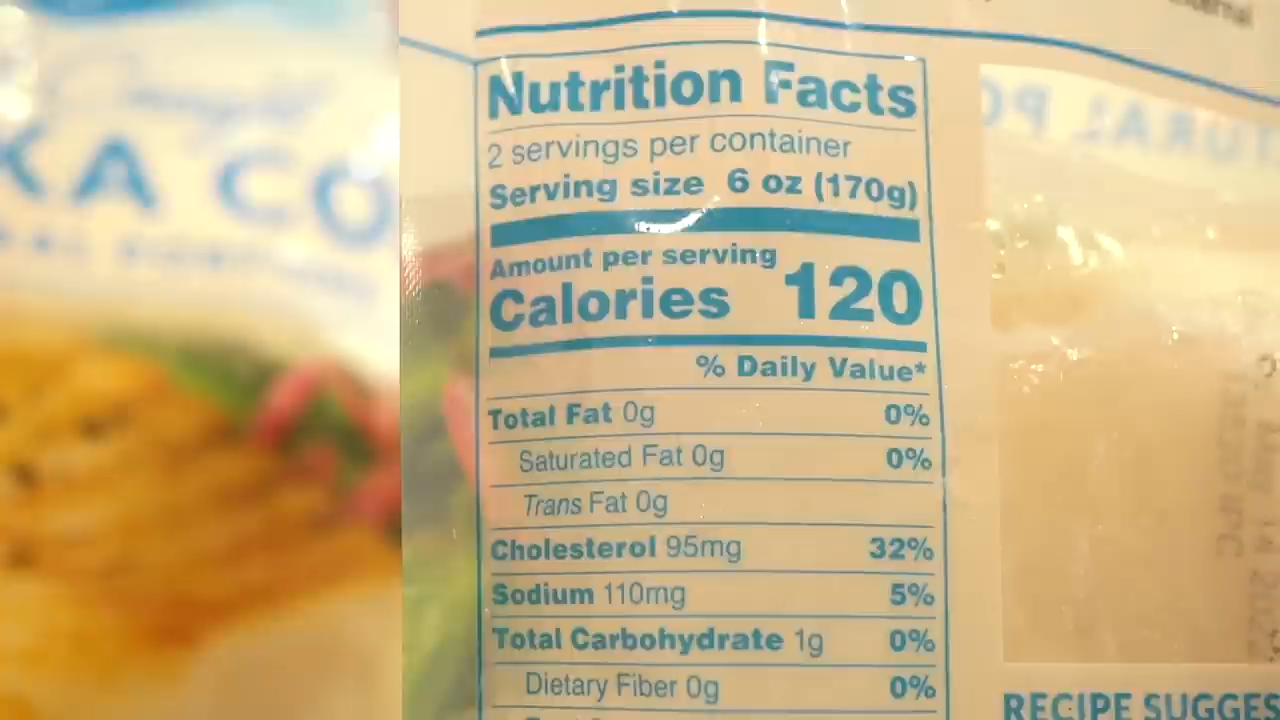 KA CO
Nutrition Facts
2 servings per container
Serving size 6 oz (170g)
Amount per serving
Calories 120
% Daily Value*
Total Fat 0g 0%
Saturated Fat 0g 0%
Trans Fat 0g
Cholesterol 95mg 32%
Sodium 110mg 5%
Total Carbohydrate 1g 0%
Dietary Fiber 0g 0%
RECIPE SUGGES